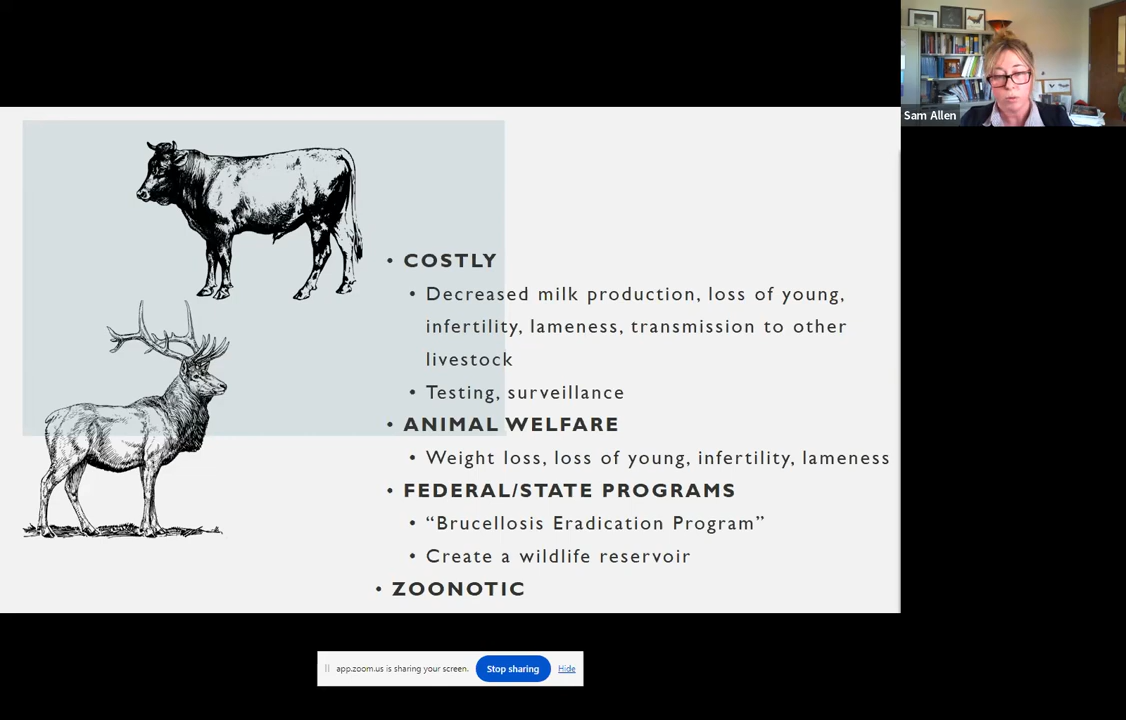 Sam Allen
• COSTLY
• Decreased milk production, loss of young,
infertility, lameness, transmission to other
livestock
• Testing, surveillance
• ANIMAL WELFARE
• Weight loss, loss of young, infertility, lameness
• FEDERAL/STATE PROGRAMS
• “Brucellosis Eradication Program”
• Create a wildlife reservoir
• ZOONOTIC
app.zoom.us is sharing your screen. Stop sharing Hide